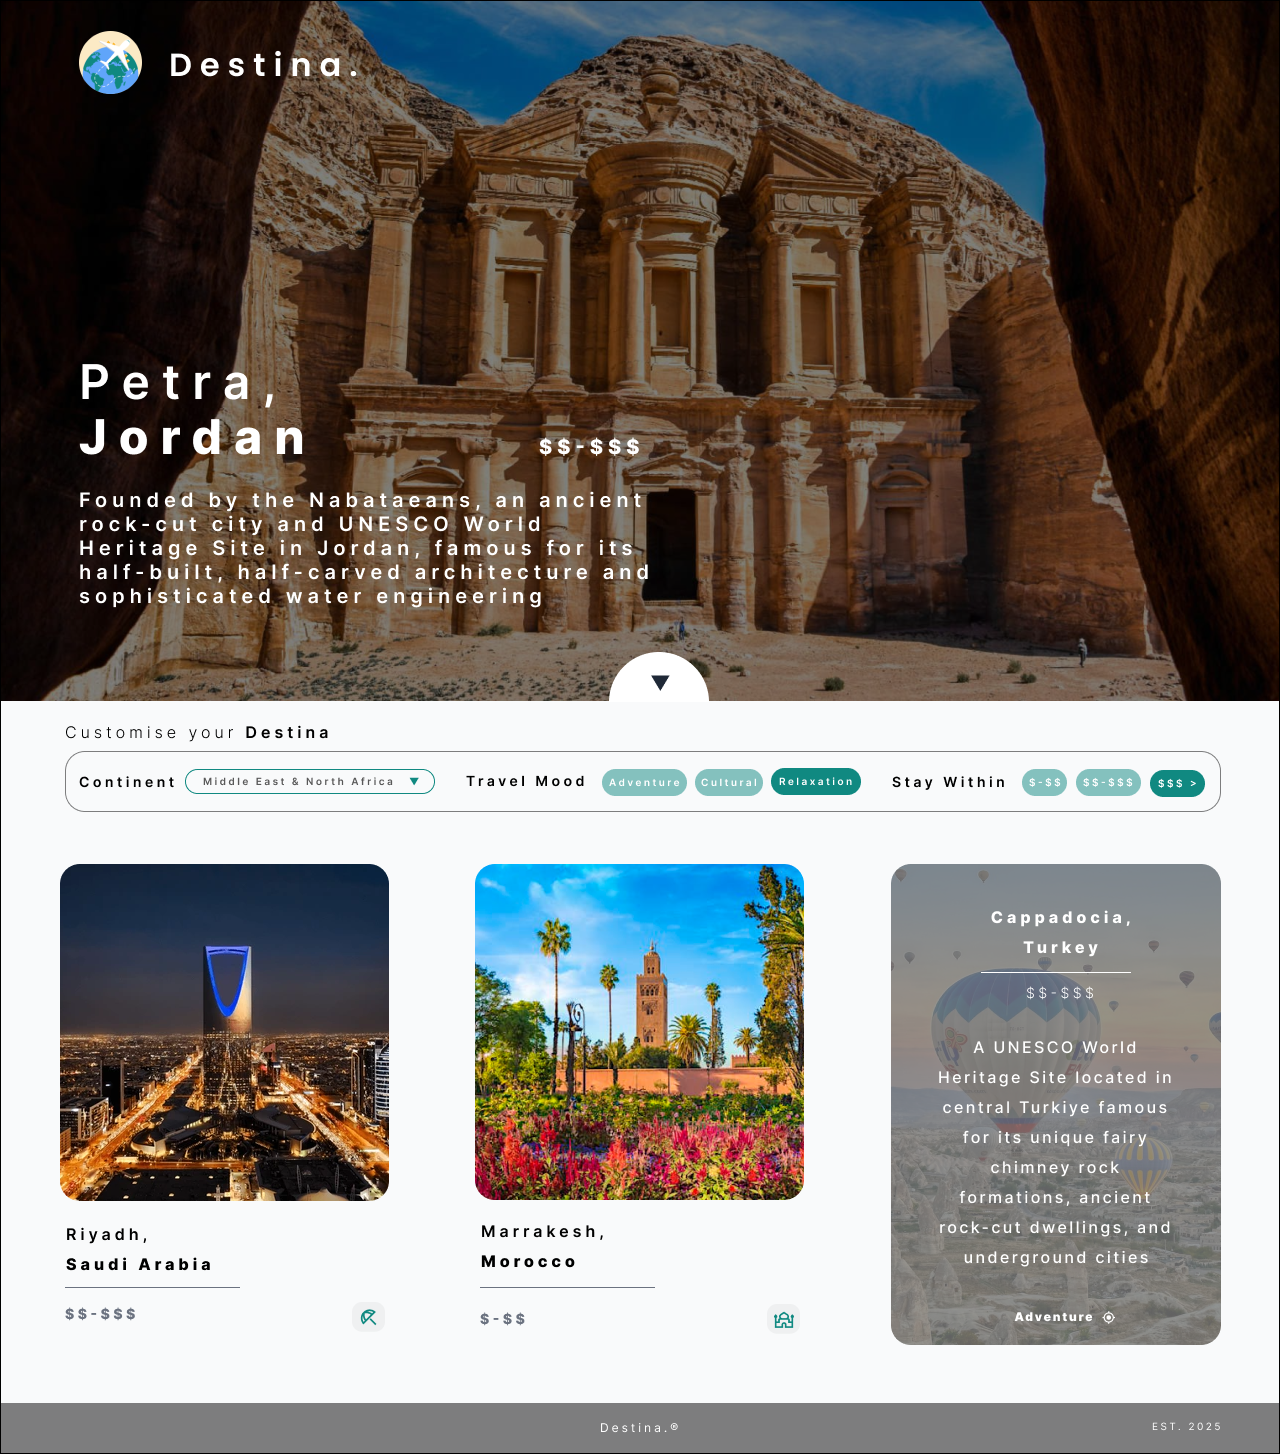 Destina.
Petra,
Jordan
$$-$$$
Founded by the Nabataeans, an ancient
rock-cut city and UNESCO World
Heritage Site in Jordan, famous for its
half-built, half-carved architecture and
sophisticated water engineering
Customise your Destina
Continent Middle East & North Africa ▼ Travel Mood Adventure Cultural Relaxation Stay Within $-$$ $$-$$$ $$$ >
Riyadh,
Saudi Arabia
$$-$$$
Marrakesh,
Morocco
$-$$
Cappadocia,
Turkey
$$-$$$
A UNESCO World
Heritage Site located in
central Turkiye famous
for its unique fairy
chimney rock
formations, ancient
rock-cut dwellings, and
underground cities
Adventure
Destina.®
EST. 2025